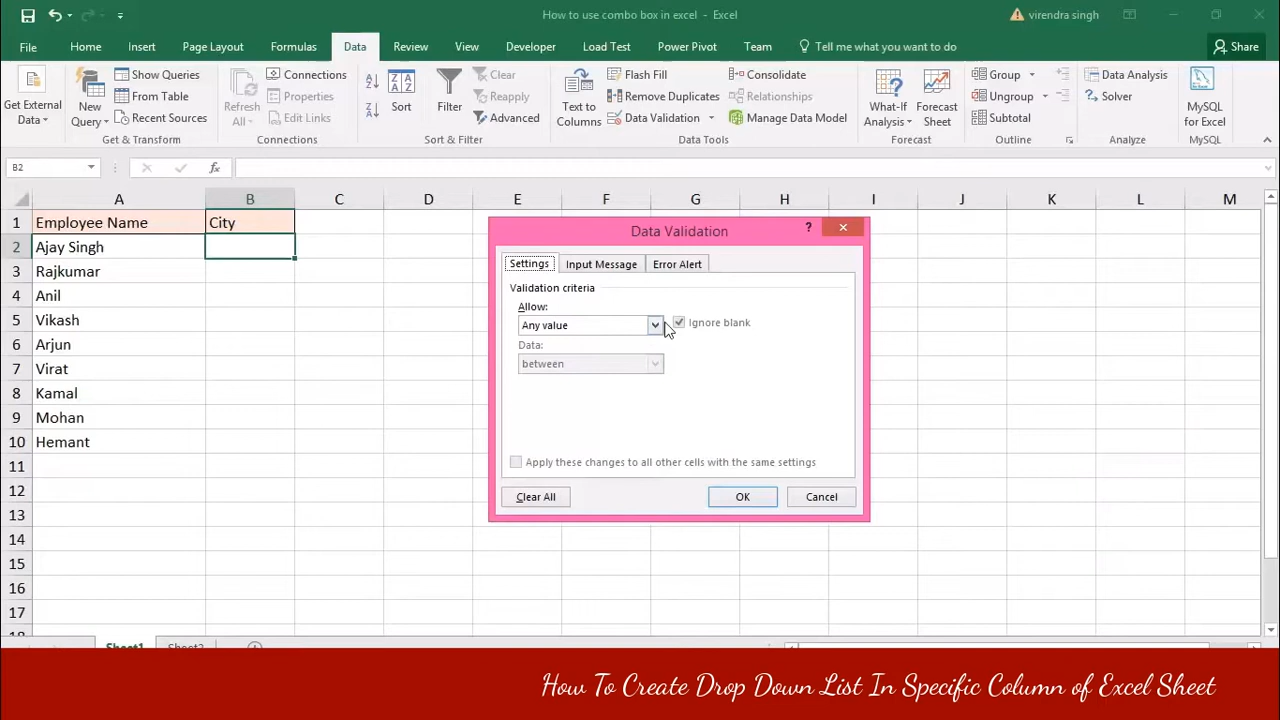 How to use combo box in excel - Excel
virendra singh
File Home Insert Page Layout Formulas Data Review View Developer Load Test Power Pivot Team Tell me what you want to do Share
Get External Data
New Query
Show Queries
From Table
Recent Sources
Get & Transform
Refresh All
Connections
Properties
Edit Links
Connections
Sort
Filter
Clear
Reapply
Advanced
Sort & Filter
Text to Columns
Flash Fill
Remove Duplicates
Data Validation
Consolidate
Relationships
Manage Data Model
Data Tools
What-If Analysis
Forecast Sheet
Forecast
Group
Ungroup
Subtotal
Outline
Data Analysis
Solver
Analyze
MySQL for Excel
MySQL
B2
fx
A B C D E F G H I J K L M
1 Employee Name City
2 Ajay Singh
3 Rajkumar
4 Anil
5 Vikash
6 Arjun
7 Virat
8 Kamal
9 Mohan
10 Hemant
11
12
13
14
15
16
17
18
Data Validation
?
Settings Input Message Error Alert
Validation criteria
Allow:
Any value
Ignore blank
Data:
between
Apply these changes to all other cells with the same settings
Clear All OK Cancel
Sheet1
How To Create Drop Down List In Specific Column of Excel Sheet